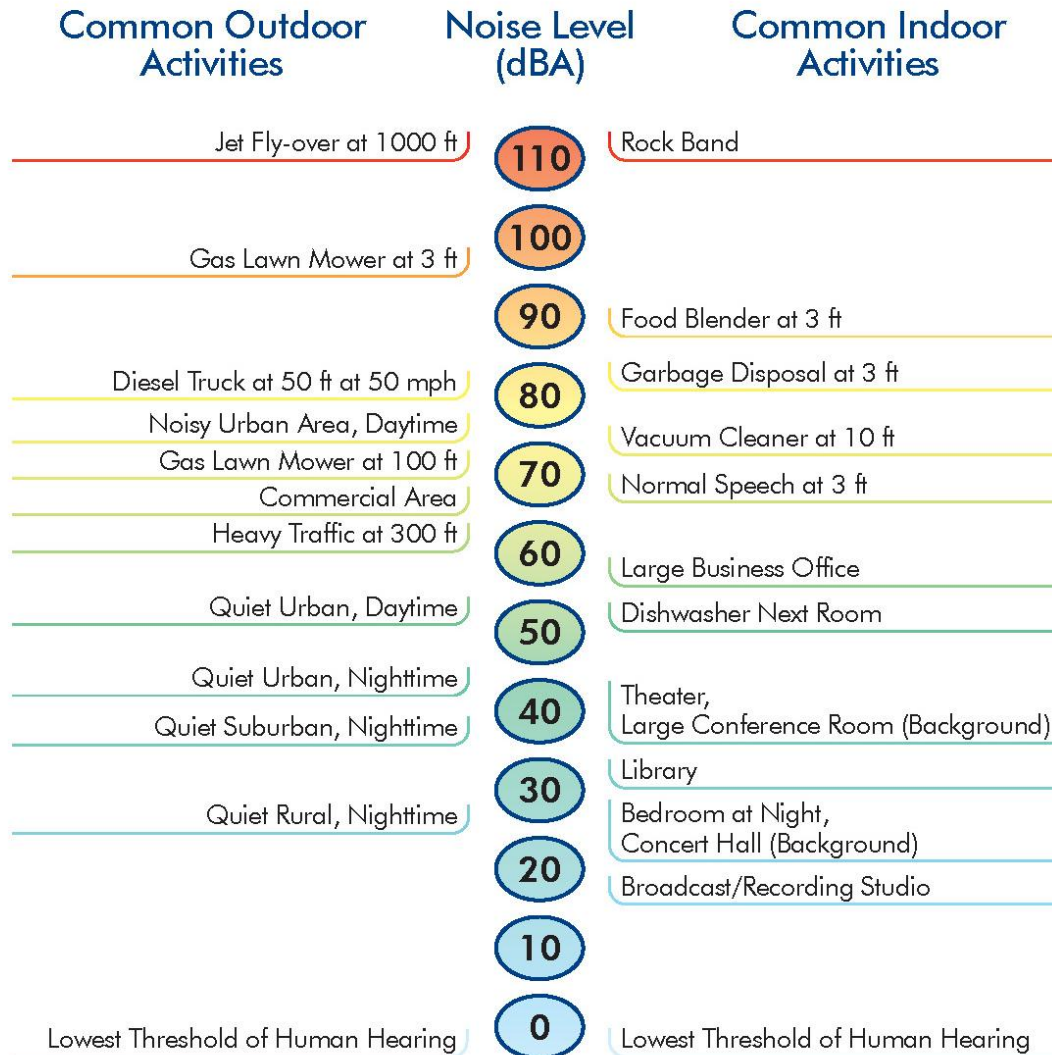 Common Outdoor
Activities
Noise Level
(dBA)
Common Indoor
Activities
Jet Fly-over at 1000 ft
110
Rock Band
100
Gas Lawn Mower at 3 ft
90
Food Blender at 3 ft
Diesel Truck at 50 ft at 50 mph
80
Garbage Disposal at 3 ft
Noisy Urban Area, Daytime
Vacuum Cleaner at 10 ft
Gas Lawn Mower at 100 ft
70
Normal Speech at 3 ft
Commercial Area
Heavy Traffic at 300 ft
60
Large Business Office
Quiet Urban, Daytime
50
Dishwasher Next Room
Quiet Urban, Nighttime
40
Theater,
Large Conference Room (Background)
Quiet Suburban, Nighttime
30
Library
Quiet Rural, Nighttime
Bedroom at Night,
Concert Hall (Background)
20
Broadcast/Recording Studio
10
0
Lowest Threshold of Human Hearing
Lowest Threshold of Human Hearing